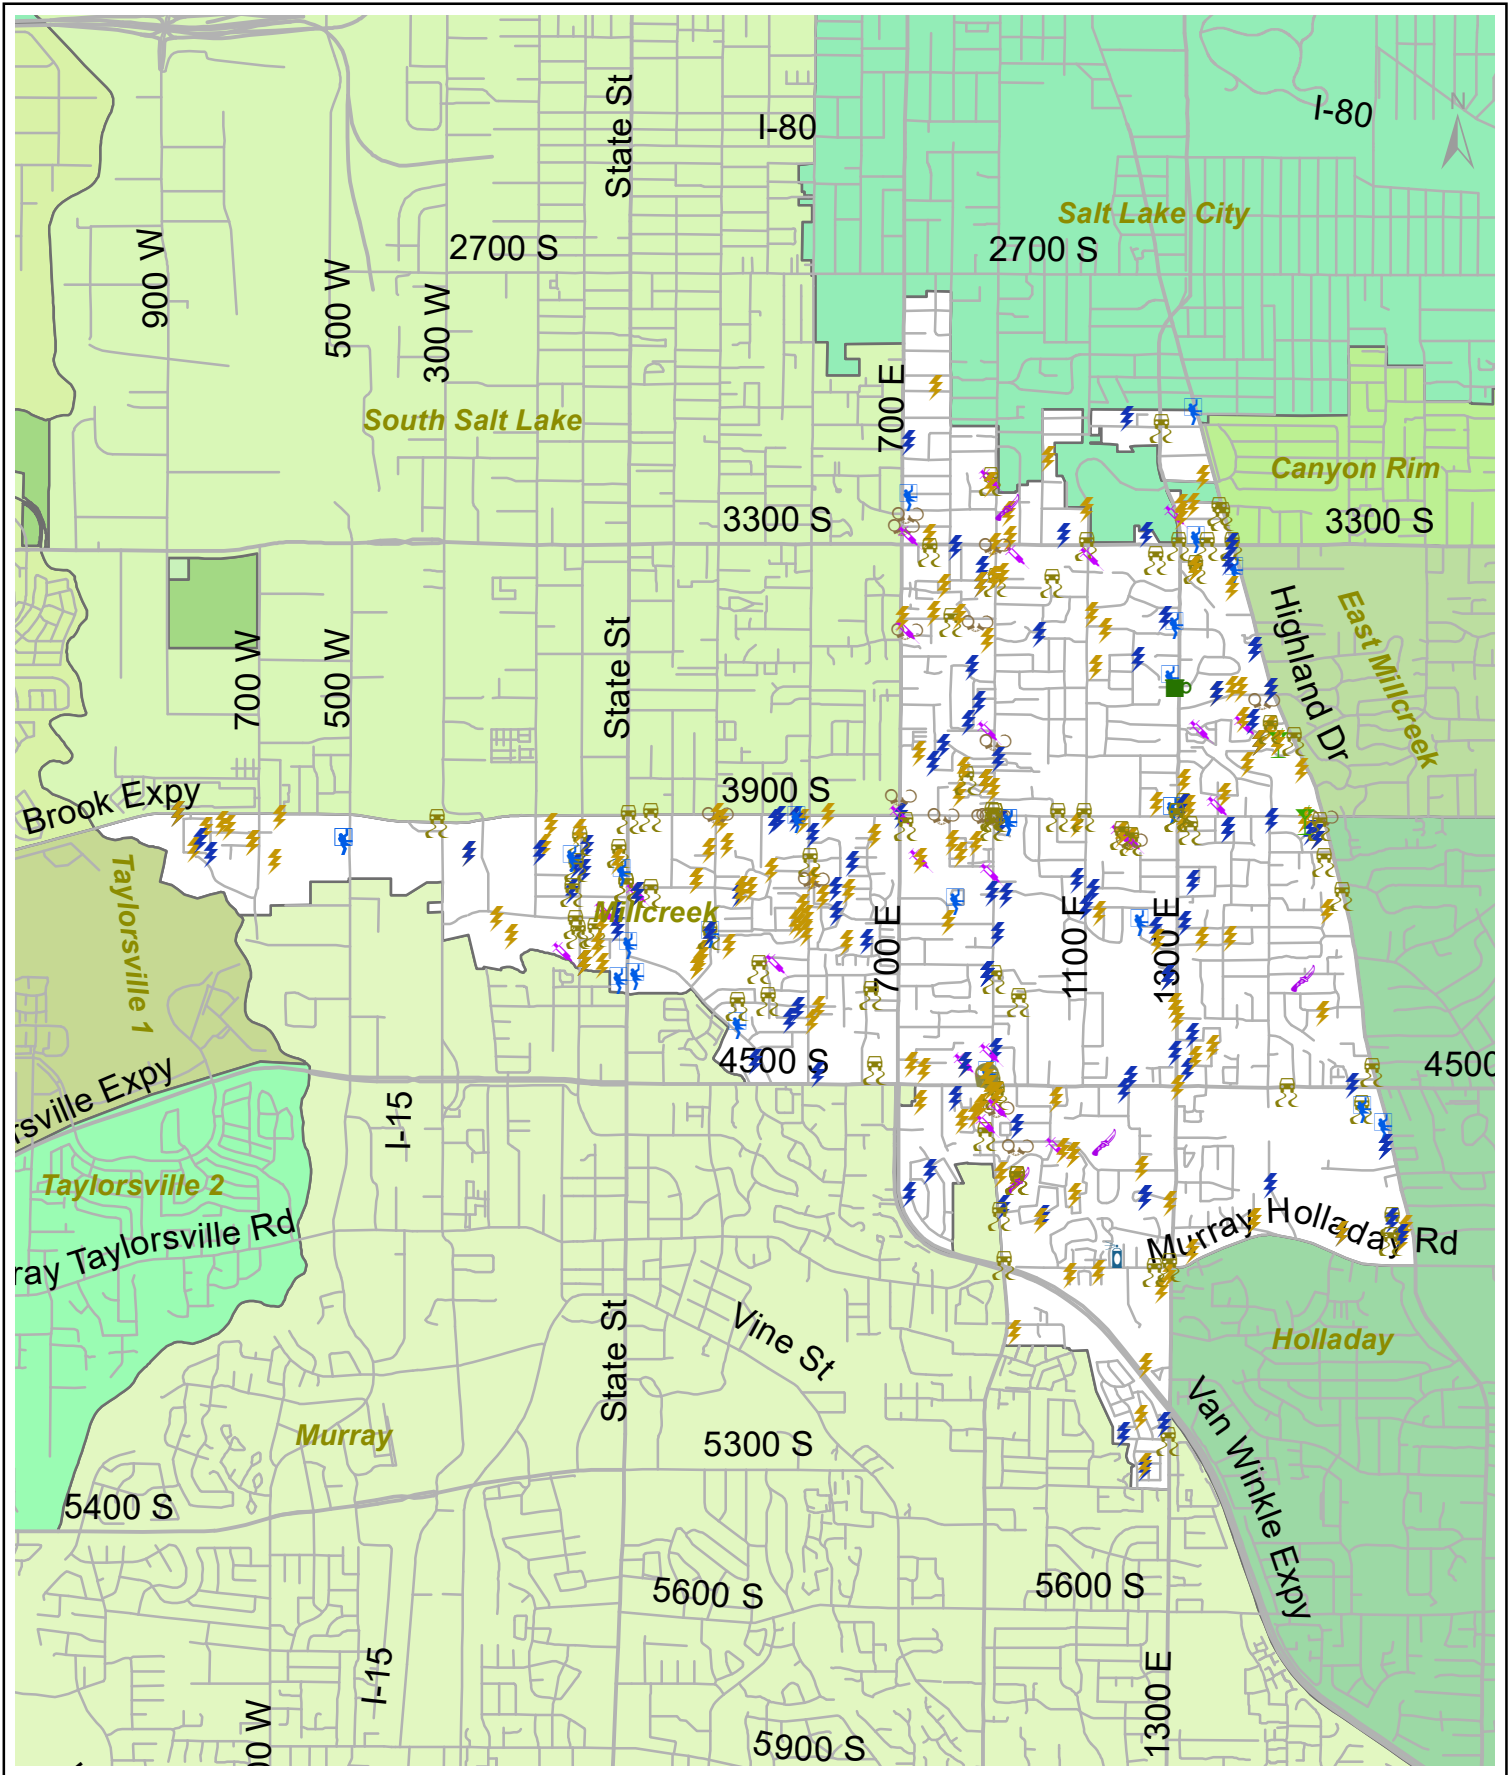 State St
I-80
I-80
N
Salt Lake City
900 W
500 W
300 W
2700 S
2700 S
700 E
South Salt Lake
Canyon Rim
3300 S
3300 S
Highland Dr
East Millcreek
700 W
500 W
State St
Brook Expy
3900 S
Taylorsville 1
Millcreek
700 E
1100 E
1300 E
4500 S
4500
rsville Expy
I-15
Taylorsville 2
ray Taylorsville Rd
Murray Holladay Rd
State St
Vine St
Holladay
Murray
5300 S
Van Winkle Expy
5400 S
5600 S
5600 S
I-15
00 W
1300 E
5900 S